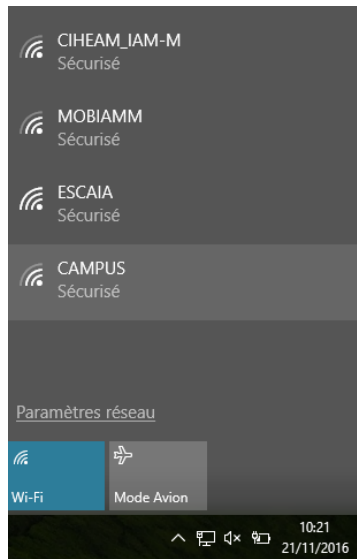 CIHEAM_IAM-M
Sécurisé
MOBIAMM
Sécurisé
ESCAIA
Sécurisé
CAMPUS
Sécurisé
Paramètres réseau
Wi-Fi
Mode Avion
10:21
21/11/2016